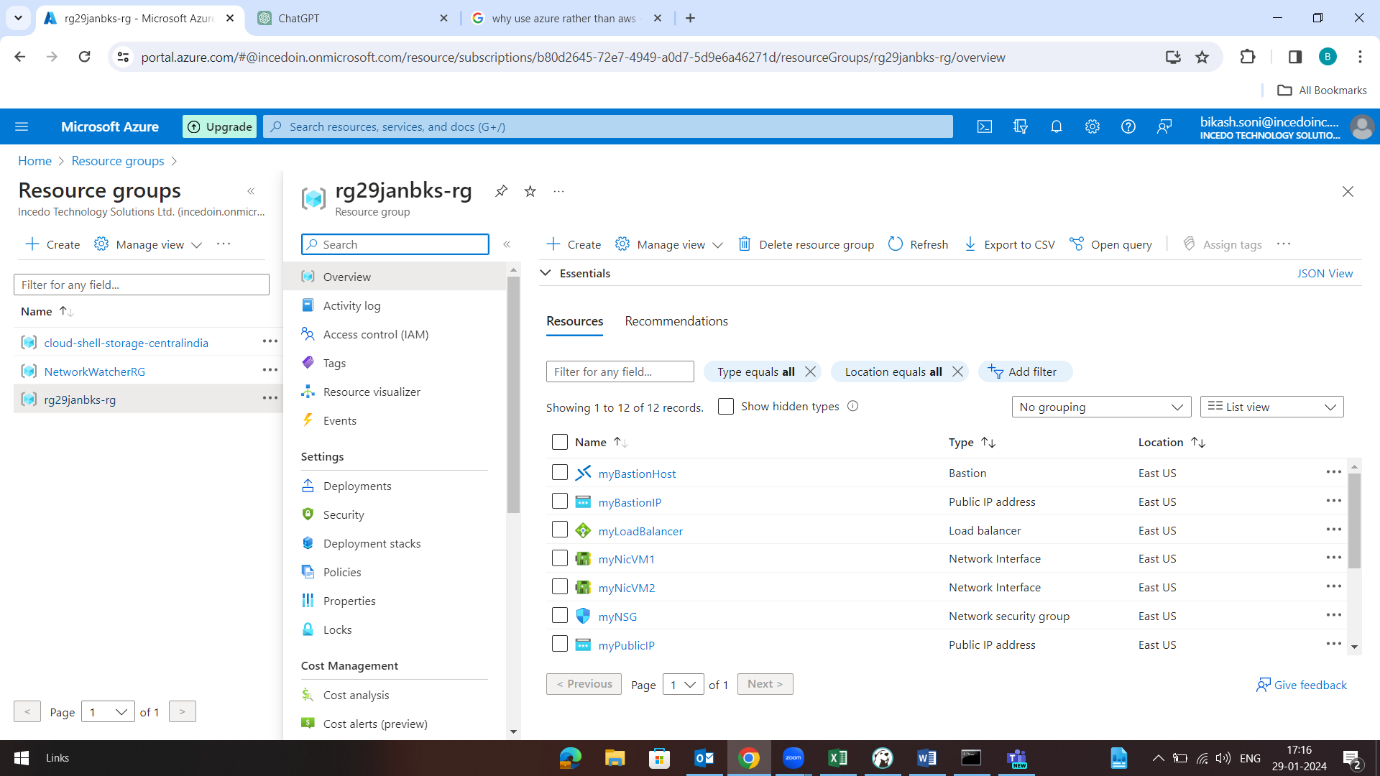 rg29janbks-rg - Microsoft Azure
ChatGPT
why use azure rather than aws
portal.azure.com/#@incedoin.onmicrosoft.com/resource/subscriptions/b80d2645-72e7-4949-a0d7-5d9e6a46271d/resourceGroups/rg29janbks-rg/overview
B
All Bookmarks
Microsoft Azure
Upgrade
Search resources, services, and docs (G+/)
bikash.soni@incedoinc....
INCEDO TECHNOLOGY SOLUTIO...
Home > Resource groups >
Resource groups
Incedo Technology Solutions Ltd. (incedoin.onmicr...
Create
Manage view
Filter for any field...
Name
cloud-shell-storage-centralindia
NetworkWatcherRG
rg29janbks-rg
< Page 1 of 1 >
rg29janbks-rg
Resource group
Search
Overview
Activity log
Access control (IAM)
Tags
Resource visualizer
Events
Settings
Deployments
Security
Deployment stacks
Policies
Properties
Locks
Cost Management
Cost analysis
Cost alerts (preview)
Create Manage view Delete resource group Refresh Export to CSV Open query Assign tags
Essentials JSON View
Resources Recommendations
Filter for any field... Type equals all Location equals all Add filter
Showing 1 to 12 of 12 records. Show hidden types No grouping List view
Name Type Location
myBastionHost Bastion East US
myBastionIP Public IP address East US
myLoadBalancer Load balancer East US
myNicVM1 Network Interface East US
myNicVM2 Network Interface East US
myNSG Network security group East US
myPublicIP Public IP address East US
< Previous Page 1 of 1 Next > Give feedback
Links
zoom
NEW
ENG
17:16
29-01-2024
2